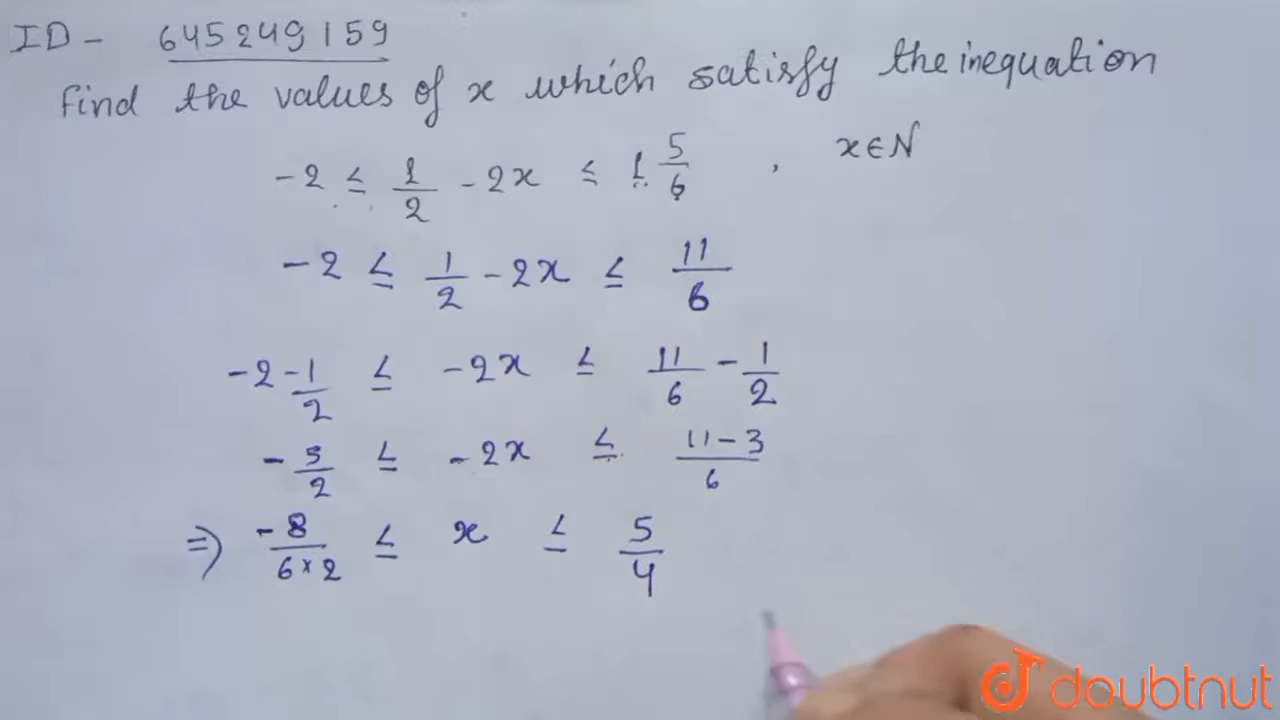 ID - 645249159
find the values of x which satisfy the inequation
-2 ≤ 1/2 - 2x ≤ 1 5/6 , x ∈ N
-2 ≤ 1/2 - 2x ≤ 11/6
-2 - 1/2 ≤ -2x ≤ 11/6 - 1/2
-5/2 ≤ -2x ≤ (11 - 3)/6
⇒ -8/(6 × 2) ≤ x ≤ 5/4
doubtnut